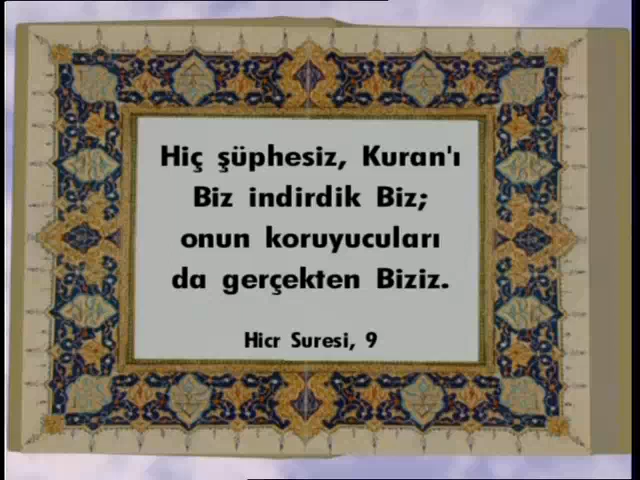 Hiç şüphesiz, Kuran'ı
Biz indirdik Biz;
onun koruyucuları
da gerçekten Biziz.
Hicr Suresi, 9